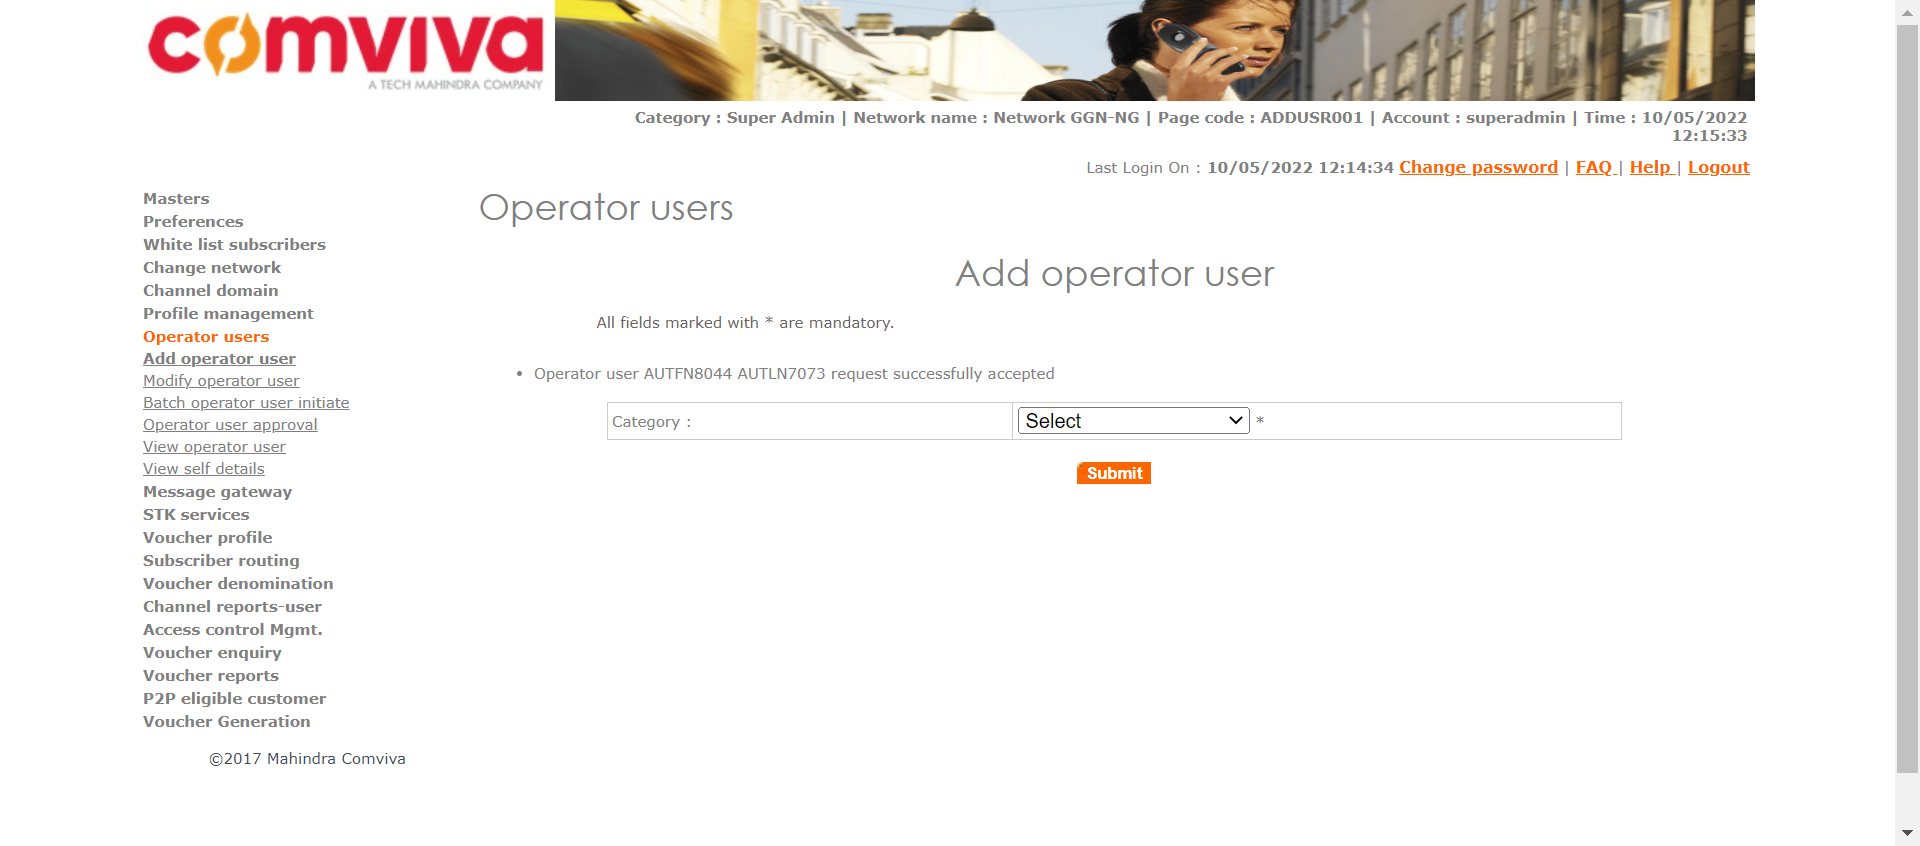 comviva
A TECH MAHINDRA COMPANY
Category : Super Admin | Network name : Network GGN-NG | Page code : ADDUSR001 | Account : superadmin | Time : 10/05/2022
12:15:33
Last Login On : 10/05/2022 12:14:34 Change password | FAQ | Help | Logout
Masters
Preferences
White list subscribers
Change network
Channel domain
Profile management
Operator users
Add operator user
Modify operator user
Batch operator user initiate
Operator user approval
View operator user
View self details
Message gateway
STK services
Voucher profile
Subscriber routing
Voucher denomination
Channel reports-user
Access control Mgmt.
Voucher enquiry
Voucher reports
P2P eligible customer
Voucher Generation
©2017 Mahindra Comviva
Operator users
Add operator user
All fields marked with * are mandatory.
• Operator user AUTFN8044 AUTLN7073 request successfully accepted
Category : Select *
Submit